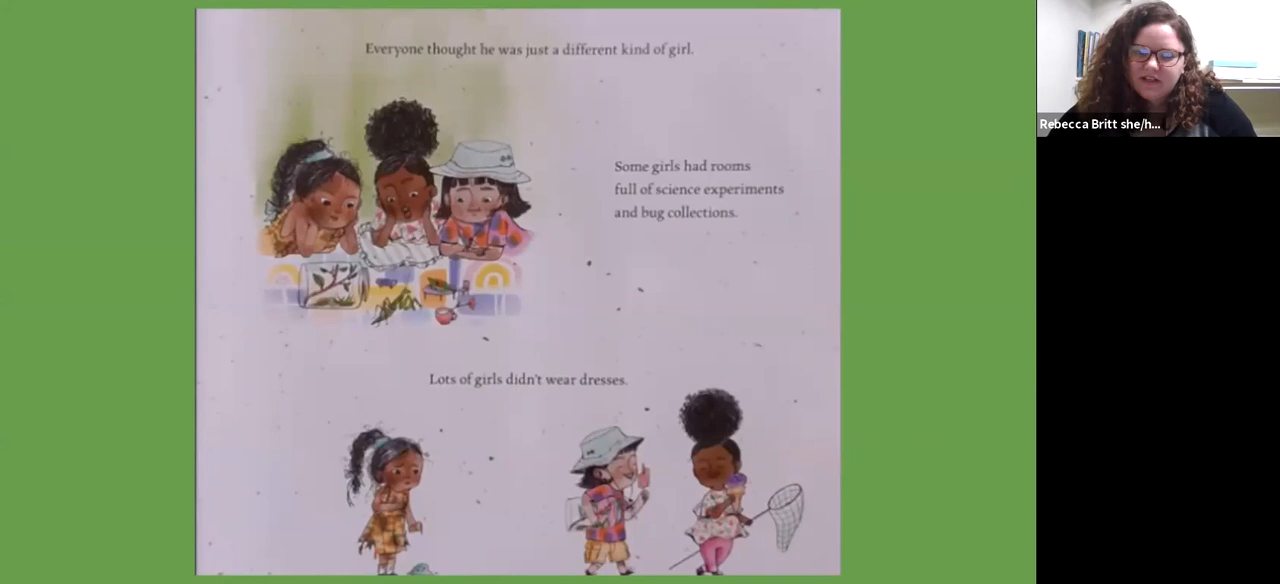 Everyone thought he was just a different kind of girl.
Some girls had rooms
full of science experiments
and bug collections.
Lots of girls didn't wear dresses.
Rebecca Britt she/h...